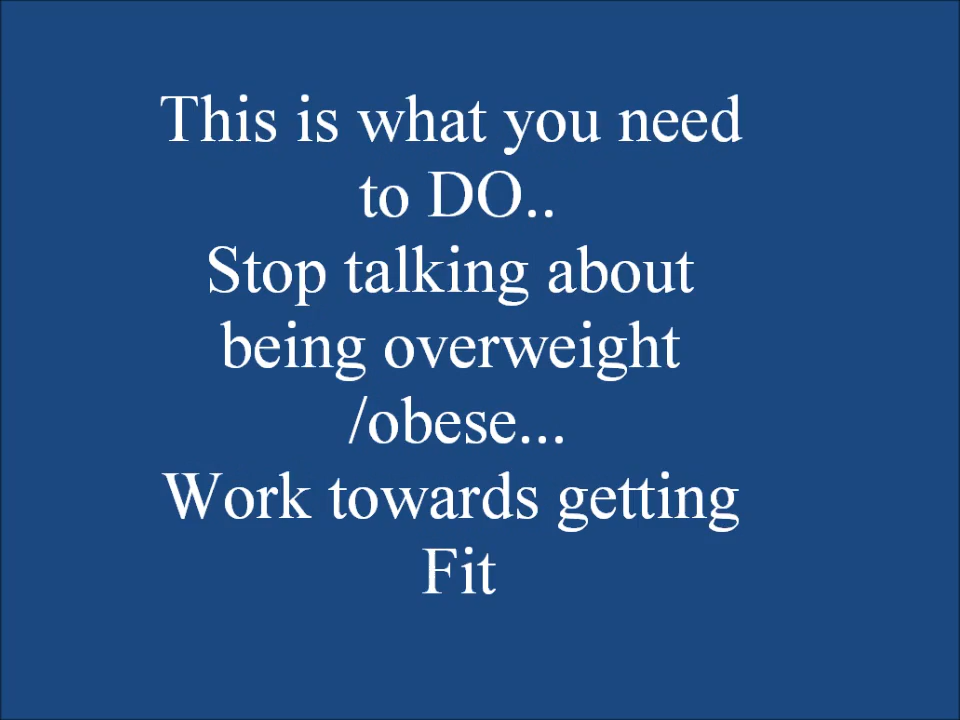 This is what you need
to DO..
Stop talking about
being overweight
/obese...
Work towards getting
Fit